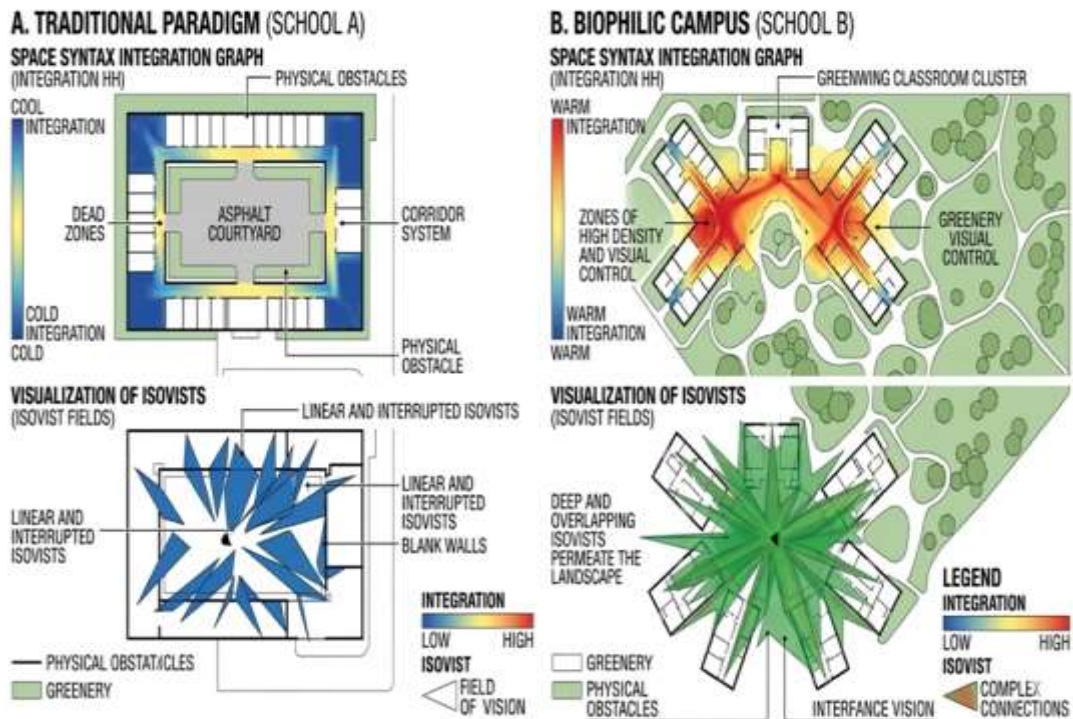 A. TRADITIONAL PARADIGM (SCHOOL A)
SPACE SYNTAX INTEGRATION GRAPH
(INTEGRATION HH)
PHYSICAL OBSTACLES
COOL
INTEGRATION
DEAD
ZONES
ASPHALT
COURTYARD
CORRIDOR
SYSTEM
COLD
INTEGRATION
COLD
PHYSICAL
OBSTACLE
VISUALIZATION OF ISOVISTS
(ISOVIST FIELDS)
LINEAR AND INTERRUPTED ISOVISTS
LINEAR AND
INTERRUPTED
ISOVISTS
LINEAR AND
INTERRUPTED
ISOVISTS
BLANK WALLS
INTEGRATION
LOW HIGH
ISOVIST
FIELD
OF VISION
PHYSICAL OBSTATICLES
GREENERY
B. BIOPHILIC CAMPUS (SCHOOL B)
SPACE SYNTAX INTEGRATION GRAPH
(INTEGRATION HH)
GREENWING CLASSROOM CLUSTER
WARM
INTEGRATION
ZONES OF
HIGH DENSITY
AND VISUAL
CONTROL
GREENERY
VISUAL
CONTROL
WARM
INTEGRATION
WARM
VISUALIZATION OF ISOVISTS
(ISOVIST FIELDS)
DEEP AND
OVERLAPPING
ISOVISTS
PERMEATE THE
LANDSCAPE
LEGEND
INTEGRATION
LOW HIGH
ISOVIST
COMPLEX
CONNECTIONS
GREENERY
PHYSICAL
OBSTACLES
INTERFANCE VISION